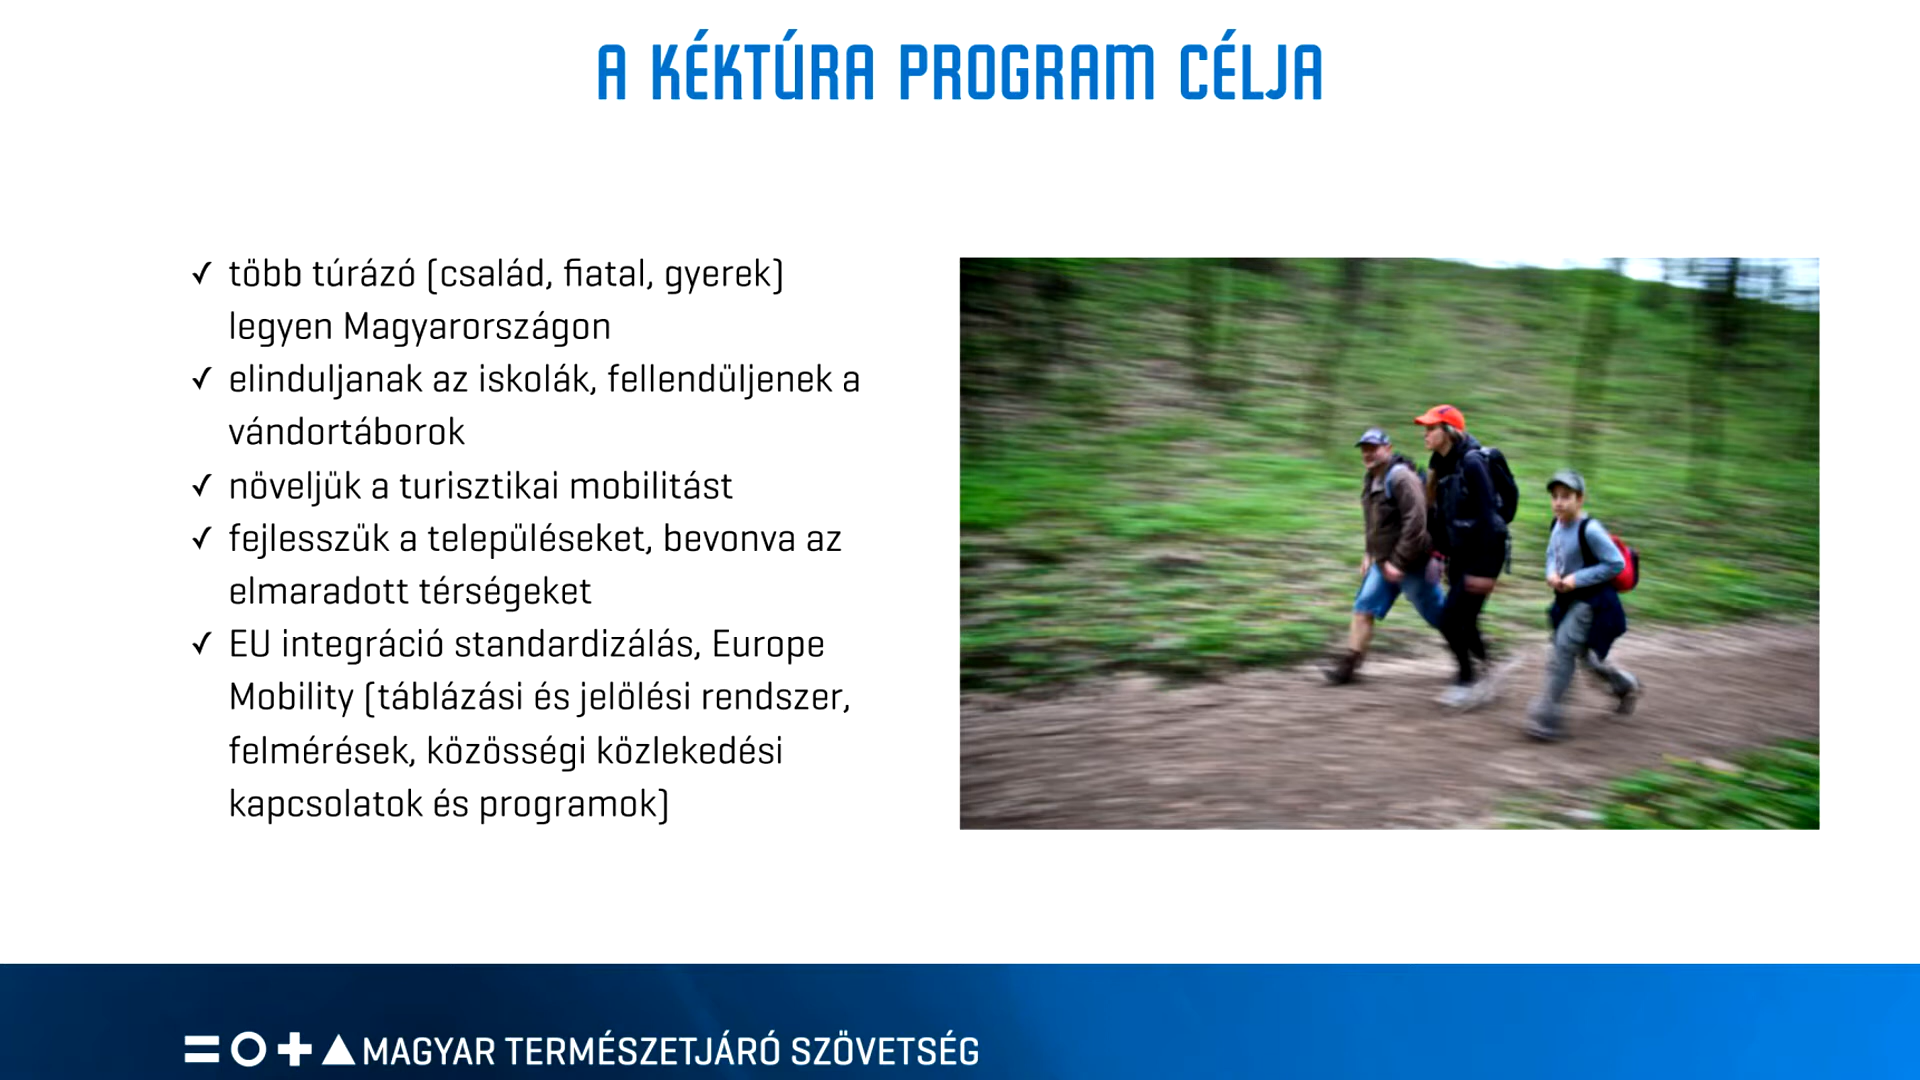 A KÉKTÚRA PROGRAM CÉLJA
✓ több túrázó (család, fiatal, gyerek)
legyen Magyarországon
✓ elinduljanak az iskolák, fellendüljenek a
vándortáborok
✓ növeljük a turisztikai mobilitást
✓ fejlesszük a településeket, bevonva az
elmaradott térségeket
✓ EU integráció standardizálás, Europe
Mobility (táblázási és jelölési rendszer,
felmérések, közösségi közlekedési
kapcsolatok és programok)
MAGYAR TERMÉSZETJÁRÓ SZÖVETSÉG